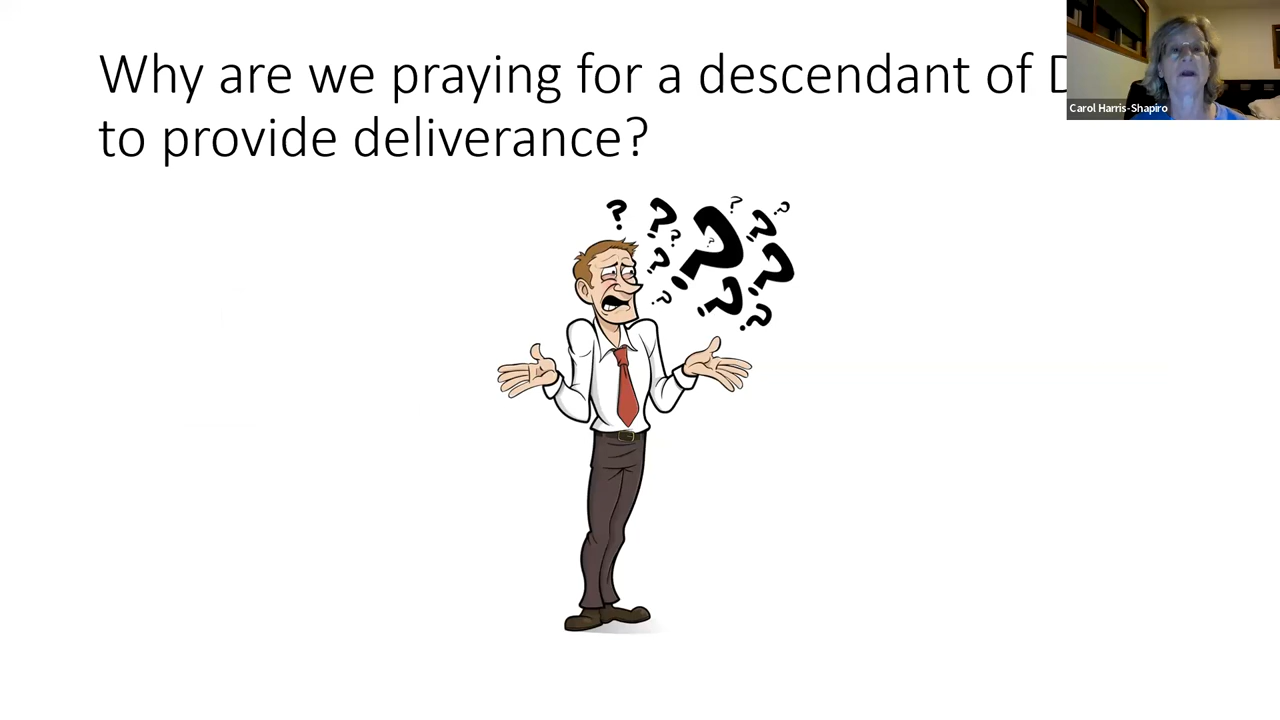 Why are we praying for a descendant of
to provide deliverance?
Carol Harris-Shapiro
? ? ? ? ? ? ? ? ? ? ? ? ?